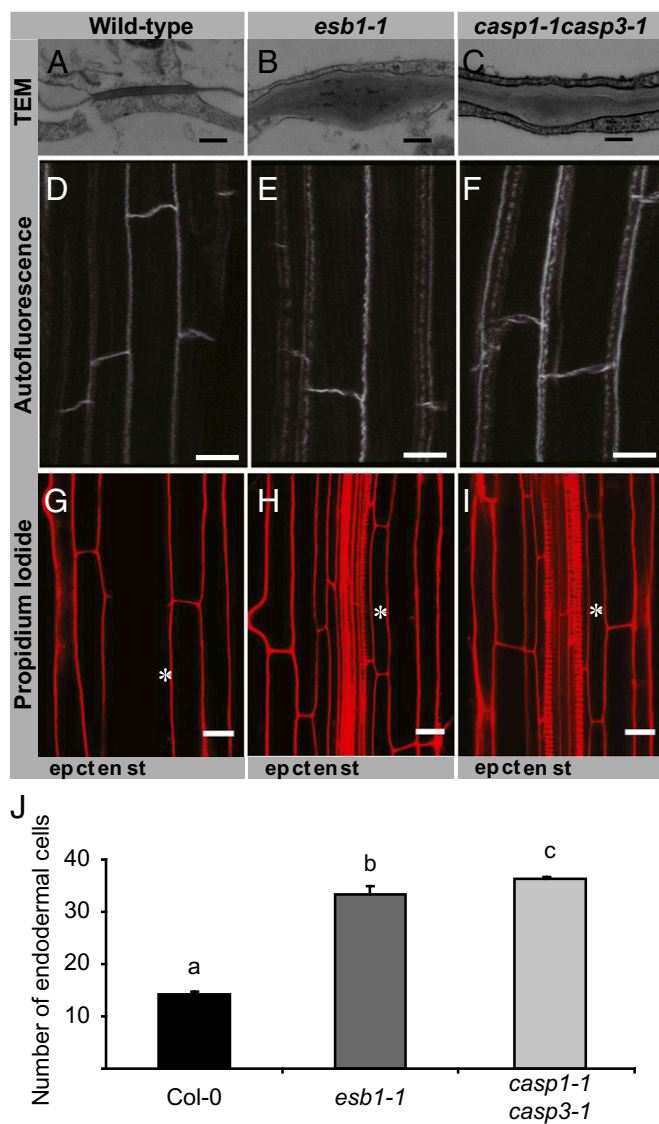 Wild-type esb1-1 casp1-1casp3-1
TEM
A B C
Autofluorescence
D E F
Propidium Iodide
G H I
* * *
ep ct en st ep ct en st ep ct en st
J
Number of endodermal cells
40
30
20
10
a
b
c
Col-0 esb1-1 casp1-1
casp3-1